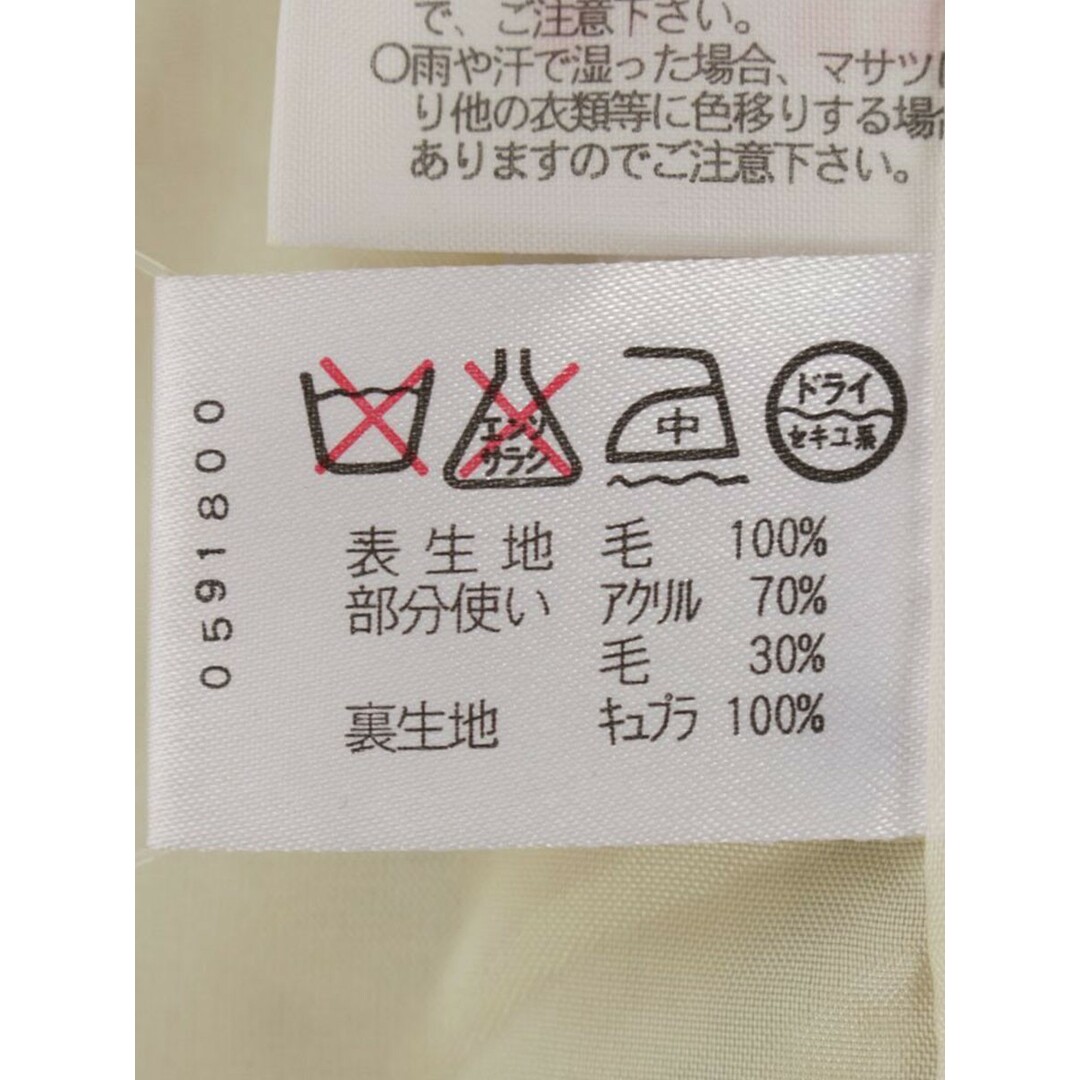 で、ご注意下さい。
○雨や汗で湿った場合、マサツに
り他の衣類等に色移りする場合
ありますのでご注意下さい。
0591800
エンソ
サラシ
中
ドライ
セキユ系
表生地 毛 100%
部分使い アクリル 70%
毛 30%
裏生地 キュプラ 100%